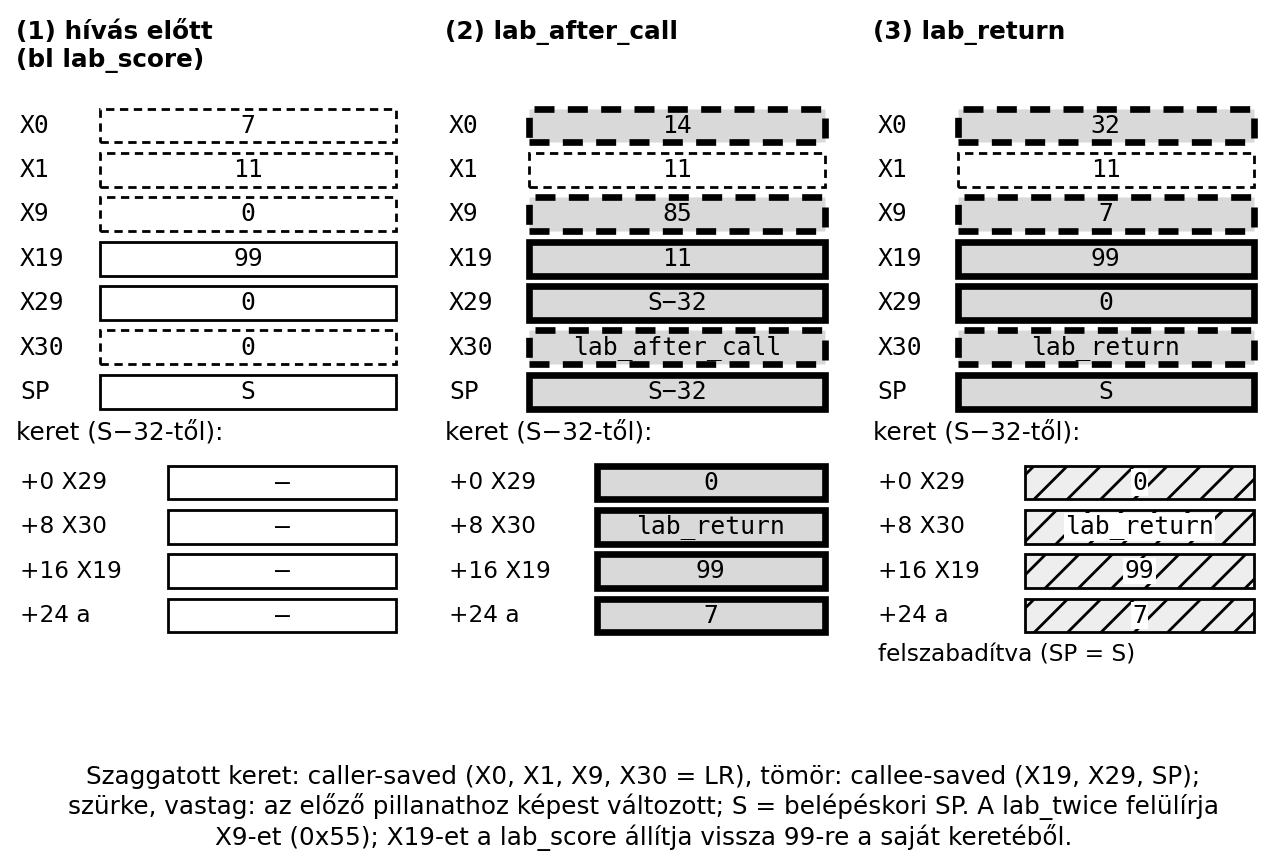 (1) hívás előtt
(bl lab_score)
X0 7
X1 11
X9 0
X19 99
X29 0
X30 0
SP S
keret (S−32-től):
+0 X29 –
+8 X30 –
+16 X19 –
+24 a –
(2) lab_after_call
X0 14
X1 11
X9 85
X19 11
X29 S−32
X30 lab_after_call
SP S−32
keret (S−32-től):
+0 X29 0
+8 X30 lab_return
+16 X19 99
+24 a 7
(3) lab_return
X0 32
X1 11
X9 7
X19 99
X29 0
X30 lab_return
SP S
keret (S−32-től):
+0 X29 0
+8 X30 lab_return
+16 X19 99
+24 a 7
felszabadítva (SP = S)
Szaggatott keret: caller-saved (X0, X1, X9, X30 = LR), tömör: callee-saved (X19, X29, SP);
szürke, vastag: az előző pillanathoz képest változott; S = belépéskori SP. A lab_twice felülírja
X9-et (0x55); X19-et a lab_score állítja vissza 99-re a saját keretéből.